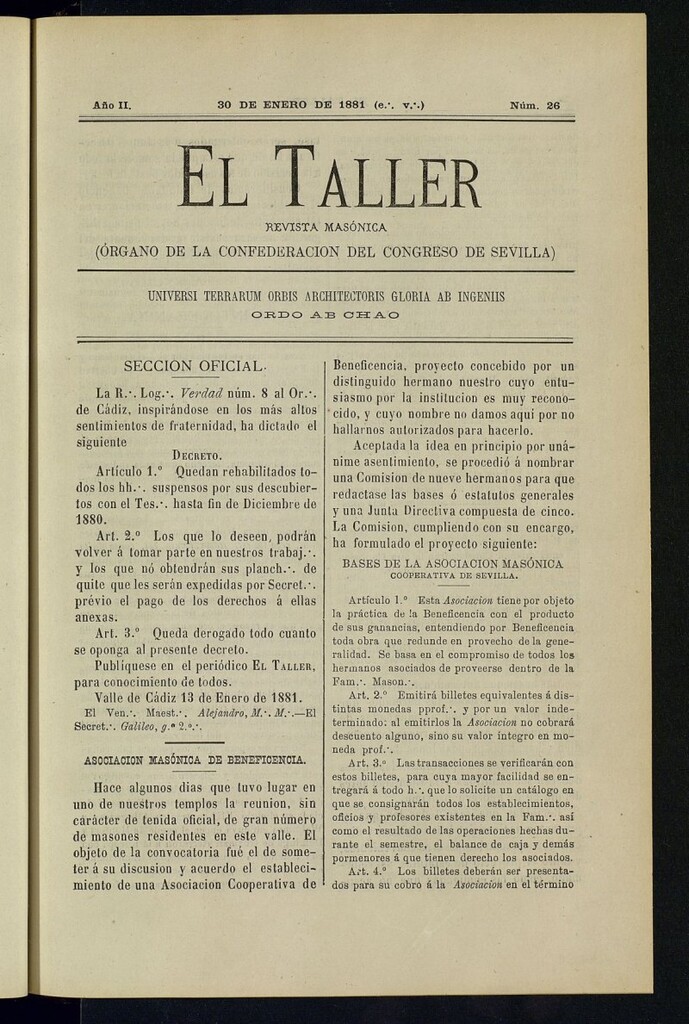 Año II.
30 DE ENERO DE 1881 (e.·. v.·.)
Núm. 26
EL TALLER
REVISTA MASÓNICA
(ÓRGANO DE LA CONFEDERACION DEL CONGRESO DE SEVILLA)
UNIVERSI TERRARUM ORBIS ARCHITECTORIS GLORIA AB INGENIIS
ORDO AB CHAO
SECCION OFICIAL.
La R.·. Log.·. Verdad núm. 8 al Or.·.
de Cádiz, inspirándose en los más altos
sentimientos de fraternidad, ha dictado el
siguiente
DECRETO.
Artículo 1.º Quedan rehabilitados to-
dos los hh.·. suspensos por sus descubier-
tos con el Tes.·. hasta fin de Diciembre de
1880.
Art. 2.º Los que lo deseen, podrán
volver á tomar parte en nuestros trabaj.·.
y los que nó obtendrán sus planch.·. de
quite que les serán expedidas por Secret.·.
prévio el pago de los derechos á ellas
anexas.
Art. 3.º Queda derogado todo cuanto
se oponga al presente decreto.
Publíquese en el periódico EL TALLER,
para conocimiento de todos.
Valle de Cádiz 13 de Enero de 1881.
El Ven.·. Maest.·. Alejandro, M.·. M.·.—El
Secret.·. Galileo, g.º 2.º.·.
ASOCIACION MASÓNICA DE BENEFICENCIA.
Hace algunos dias que tuvo lugar en
uno de nuestros templos la reunion, sin
carácter de tenida oficial, de gran número
de masones residentes en este valle. El
objeto de la convocatoria fué el de some-
ter á su discusion y acuerdo el estableci-
miento de una Asociacion Cooperativa de
Beneficencia, proyecto concebido por un
distinguido hermano nuestro cuyo entu-
siasmo por la institucion es muy recono-
cido, y cuyo nombre no damos aquí por no
hallarnos autorizados para hacerlo.
Aceptada la idea en principio por uná-
nime asentimiento, se procedió á nombrar
una Comision de nueve hermanos para que
redactase las bases ó estatutos generales
y una Junta Directiva compuesta de cinco.
La Comision, cumpliendo con su encargo,
ha formulado el proyecto siguiente:
BASES DE LA ASOCIACION MASÓNICA
COOPERATIVA DE SEVILLA.
Artículo 1.º Esta Asociacion tiene por objeto
la práctica de la Beneficencia con el producto
de sus ganancias, entendiendo por Beneficencia
toda obra que redunde en provecho de la gene-
ralidad. Se basa en el compromiso de todos los
hermanos asociados de proveerse dentro de la
Fam.·. Mason.·.
Art. 2.º Emitirá billetes equivalentes á dis-
tintas monedas pprof.·. y por un valor inde-
terminado: al emitirlos la Asociacion no cobrará
descuento alguno, sino su valor íntegro en mo-
neda prof.·.
Art. 3.º Las transacciones se verificarán con
estos billetes, para cuya mayor facilidad se en-
tregará á todo h.·. que lo solicite un catálogo en
que se consignarán todos los establecimientos,
oficios y profesores existentes en la Fam.·. así
como el resultado de las operaciones hechas du-
rante el semestre, el balance de caja y demás
pormenores á que tienen derecho los asociados.
Art. 4.º Los billetes deberán ser presenta-
dos para su cobro á la Asociacion en el término